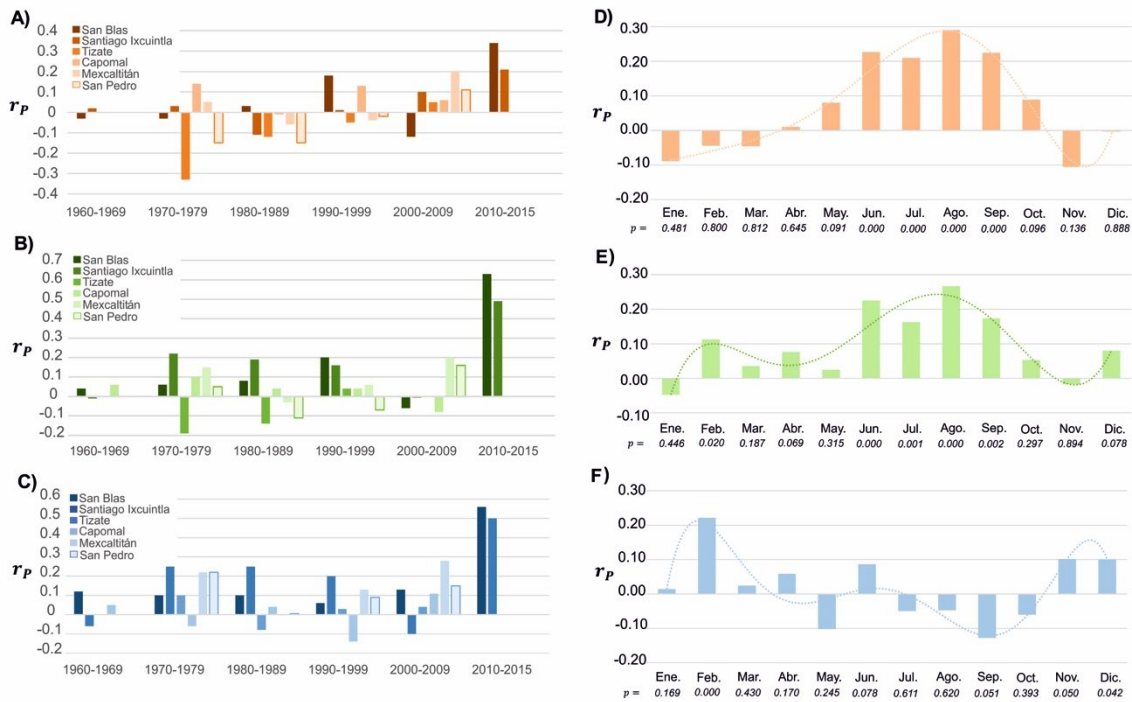 A)
San Blas
Santiago Ixcuintla
Tizate
Capomal
Mexcaltitán
San Pedro
0.4
0.3
0.2
0.1
0
-0.1
-0.2
-0.3
-0.4
rP
1960-1969 1970-1979 1980-1989 1990-1999 2000-2009 2010-2015
B)
San Blas
Santiago Ixcuintla
Tizate
Capomal
Mexcaltitán
San Pedro
0.7
0.6
0.5
0.4
0.3
0.2
0.1
0
-0.1
-0.2
rP
1960-1969 1970-1979 1980-1989 1990-1999 2000-2009 2010-2015
C)
San Blas
Santiago Ixcuintla
Tizate
Capomal
Mexcaltitán
San Pedro
0.6
0.5
0.4
0.3
0.2
0.1
0
-0.1
-0.2
rP
1960-1969 1970-1979 1980-1989 1990-1999 2000-2009 2010-2015
D)
0.30
0.20
0.10
0.00
-0.10
-0.20
rP
Ene. Feb. Mar. Abr. May. Jun. Jul. Ago. Sep. Oct. Nov. Dic.
p = 0.481 0.800 0.812 0.645 0.091 0.000 0.000 0.000 0.000 0.096 0.136 0.888
E)
0.30
0.20
0.10
0.00
-0.10
rP
Ene. Feb. Mar. Abr. May. Jun. Jul. Ago. Sep. Oct. Nov. Dic.
p = 0.446 0.020 0.187 0.069 0.315 0.000 0.001 0.000 0.002 0.297 0.894 0.078
F)
0.30
0.20
0.10
0.00
-0.10
-0.20
rP
Ene. Feb. Mar. Abr. May. Jun. Jul. Ago. Sep. Oct. Nov. Dic.
p = 0.169 0.000 0.430 0.170 0.245 0.078 0.611 0.620 0.051 0.393 0.050 0.042